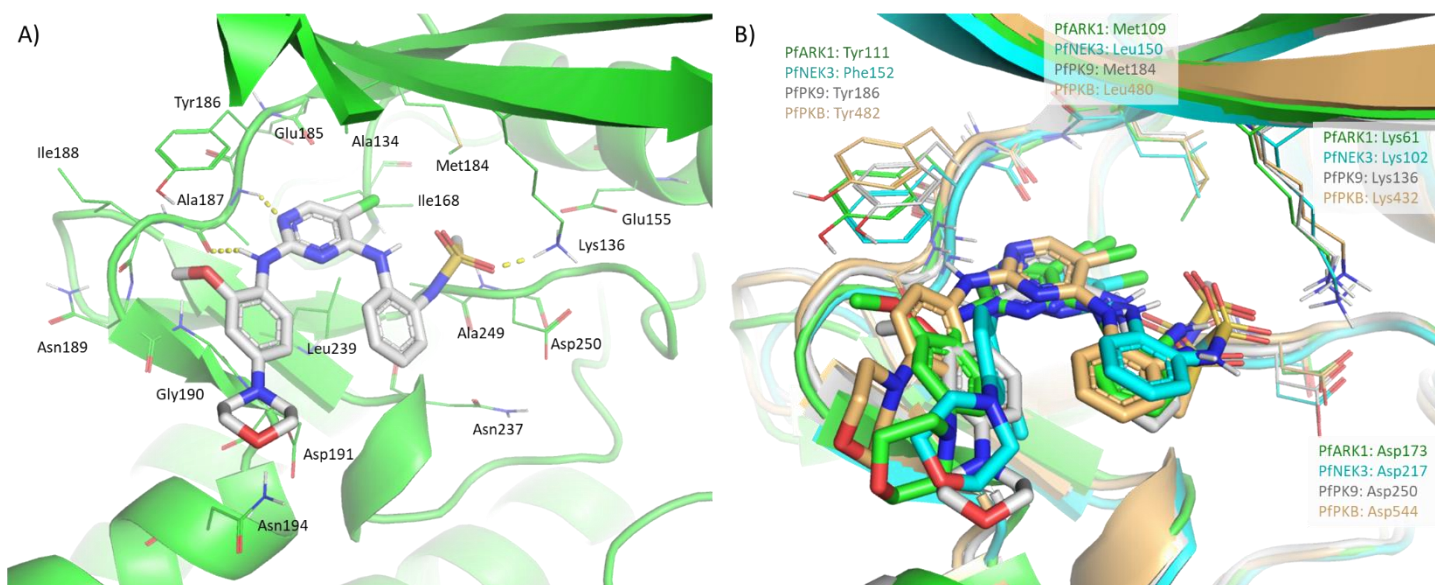 A)
Tyr186
Glu185
Ala134
Met184
Ile188
Ala187
Ile168
Glu155
Lys136
Asn189
Leu239
Ala249
Asp250
Gly190
Asn237
Asp191
Asn194
B)
PfARK1: Tyr111
PfNEK3: Phe152
PfPK9: Tyr186
PfPKB: Tyr482
PfARK1: Met109
PfNEK3: Leu150
PfPK9: Met184
PfPKB: Leu480
PfARK1: Lys61
PfNEK3: Lys102
PfPK9: Lys136
PfPKB: Lys432
PfARK1: Asp173
PfNEK3: Asp217
PfPK9: Asp250
PfPKB: Asp544